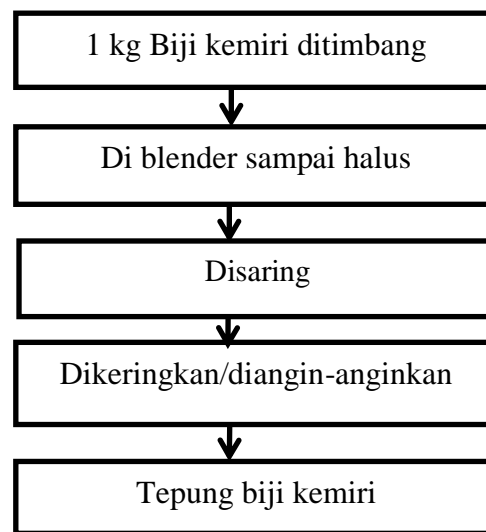 1 kg Biji kemiri ditimbang
Di blender sampai halus
Disaring
Dikeringkan/diangin-anginkan
Tepung biji kemiri